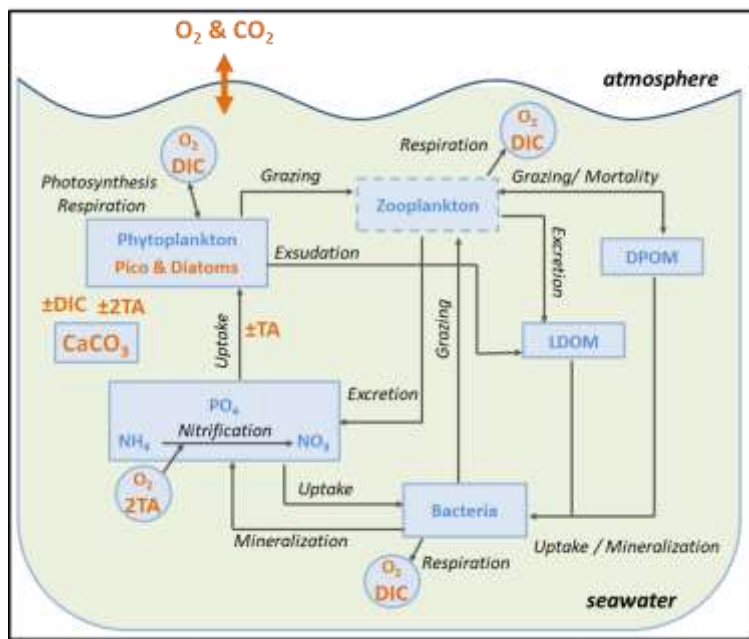 O₂ & CO₂
atmosphere
O₂
DIC
Respiration
O₂
DIC
Photosynthesis
Respiration
Grazing
Grazing/ Mortality
Zooplankton
Phytoplankton
Pico & Diatoms
Exsudation
Excretion
DPOM
±DIC ±2TA
CaCO₃
Uptake
±TA
Grazing
LDOM
Excretion
PO₄
Nitrification
NH₄
NO₃
O₂
2TA
Uptake
Bacteria
Mineralization
Respiration
Uptake / Mineralization
O₂
DIC
seawater